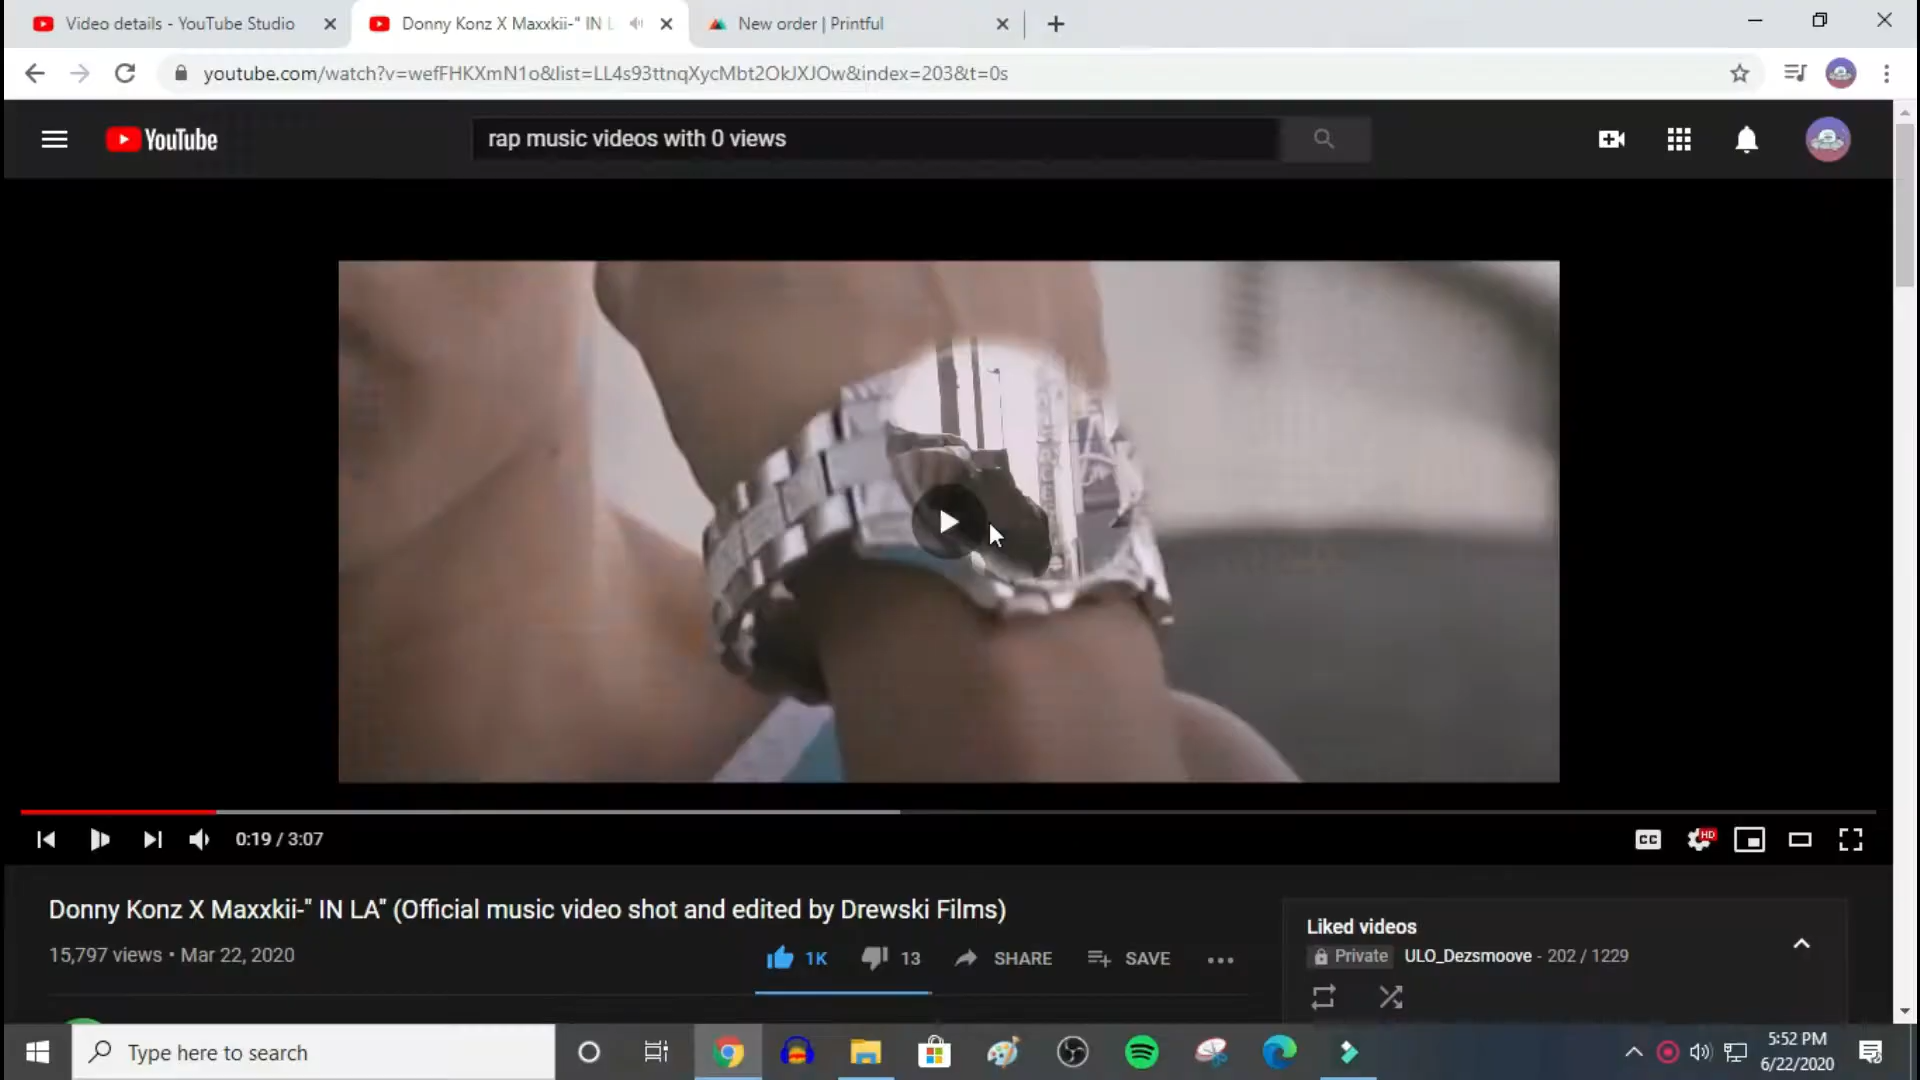 Video details - YouTube Studio
Donny Konz X Maxxkii-" IN L
New order | Printful
youtube.com/watch?v=wefFHKXmN1o&list=LL4s93ttnqXycMbt2OkJXJOw&index=203&t=0s
YouTube
rap music videos with 0 views
0:19 / 3:07
CC
HD
Donny Konz X Maxxkii-" IN LA" (Official music video shot and edited by Drewski Films)
15,797 views • Mar 22, 2020
1K
13
SHARE
SAVE
Liked videos
Private
ULO_Dezsmoove - 202 / 1229
Type here to search
5:52 PM
6/22/2020